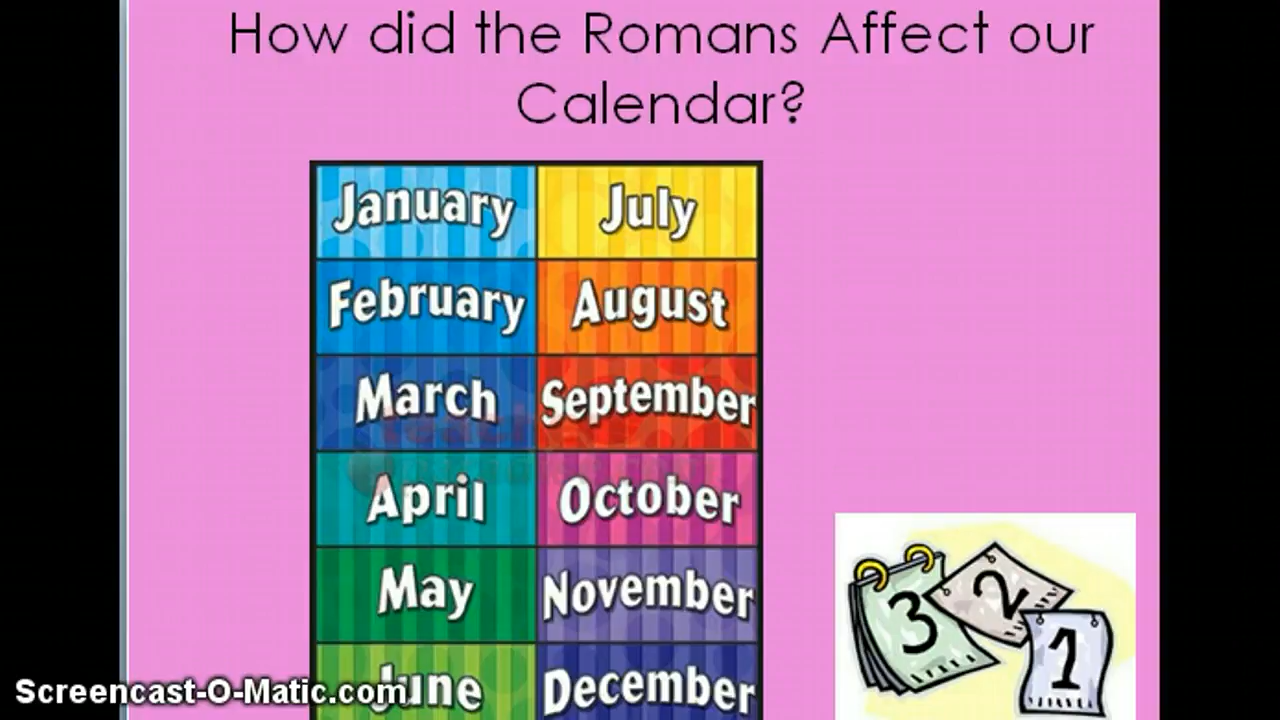 How did the Romans Affect our
Calendar?
January July
February August
March September
April October
May November
June December
3 2 1
Screencast-O-Matic.com